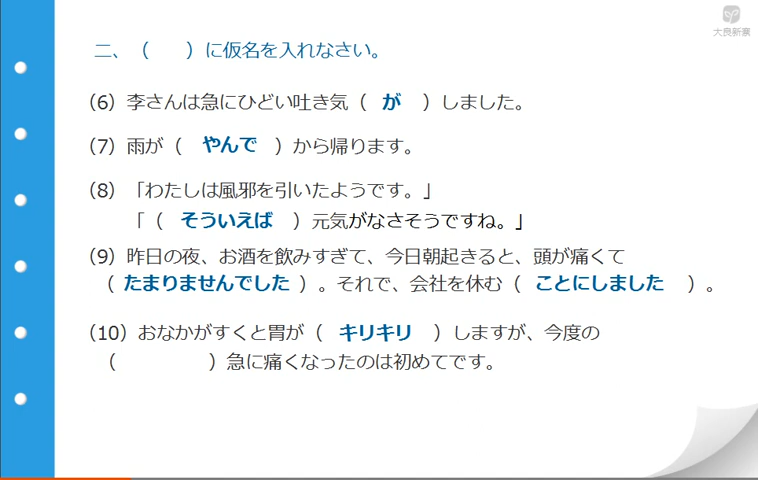 大良新禀
二、（　　）に仮名を入れなさい。
（6）李さんは急にひどい吐き気（　が　）しました。
（7）雨が（　やんで　）から帰ります。
（8）「わたしは風邪を引いたようです。」
「（　そういえば　）元気がなさそうですね。」
（9）昨日の夜、お酒を飲みすぎて、今日朝起きると、頭が痛くて
（　たまりませんでした　）。それで、会社を休む（　ことにしました　）。
（10）おなかがすくと胃が（　キリキリ　）しますが、今度の
（　　　　　）急に痛くなったのは初めてです。